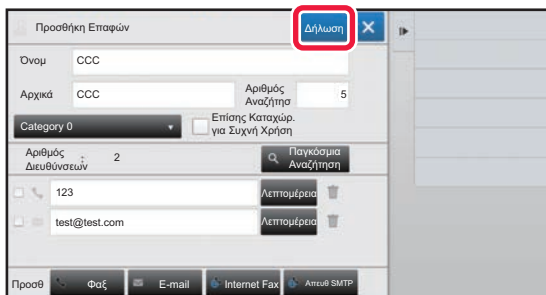 Προσθήκη Επαφών
Δήλωση
Όνομ
CCC
Αρχικά
CCC
Αριθμός
Αναζήτησ
5
Category 0
Επίσης Καταχώρ.
για Συχνή Χρήση
Αριθμός
Διευθύνσεων
:
2
Παγκόσμια
Αναζήτηση
123
Λεπτομέρεια
test@test.com
Λεπτομέρεια
Προσθ
Φαξ
E-mail
Internet Fax
Απευθ SMTP